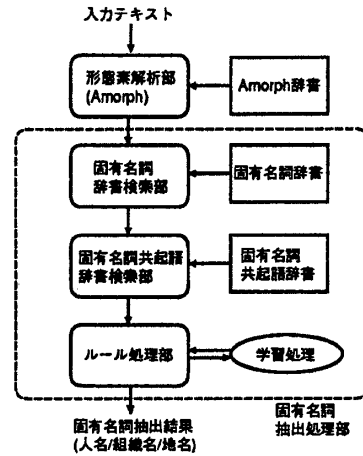 入力テキスト
形態素解析部
(Amorph)
Amorph辞書
固有名詞
辞書検索部
固有名詞辞書
固有名詞共起語
辞書検索部
固有名詞
共起語辞書
ルール処理部
学習処理
固有名詞抽出結果
(人名/組織名/地名)
固有名詞
抽出処理部